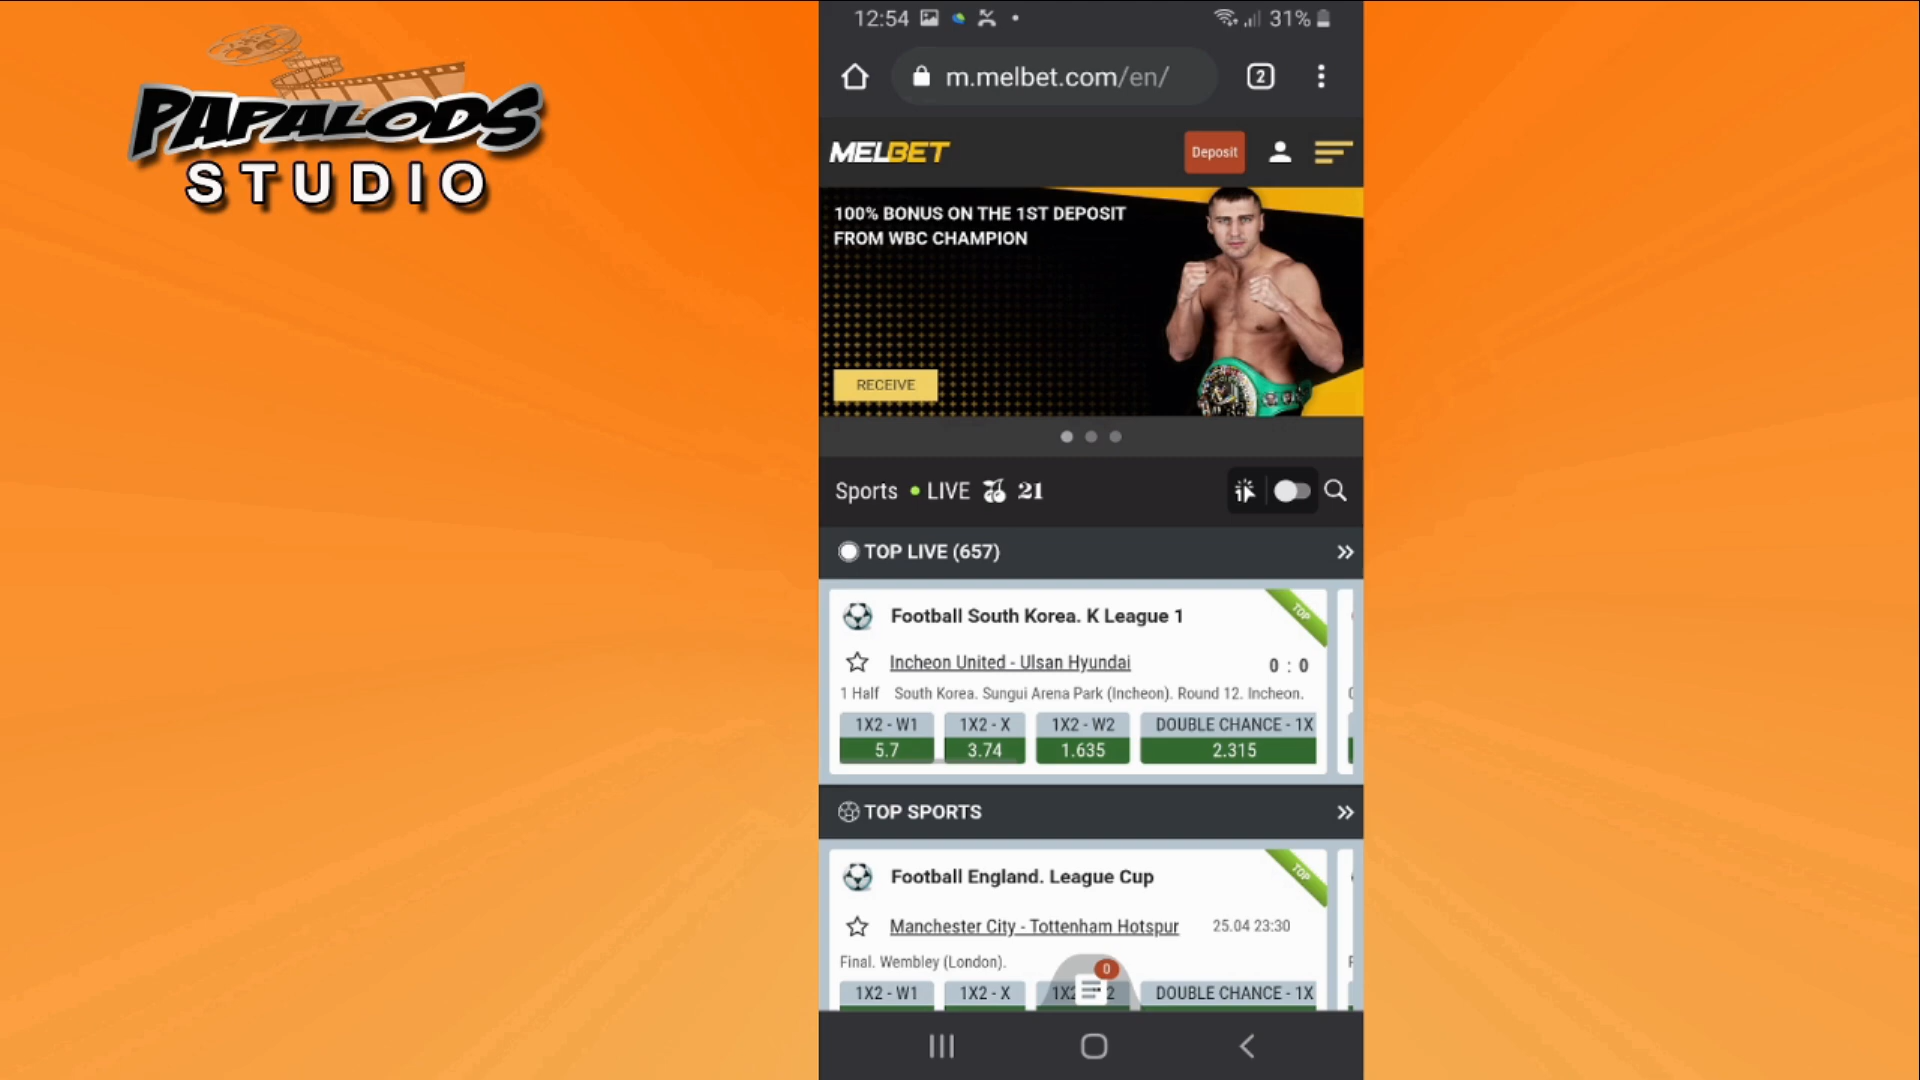 PAPALODS
STUDIO
12:54
31%
m.melbet.com/en/
2
MELBET
Deposit
100% BONUS ON THE 1ST DEPOSIT
FROM WBC CHAMPION
RECEIVE
Sports LIVE 21
TOP LIVE (657)
Football South Korea. K League 1
TOP
Incheon United - Ulsan Hyundai 0 : 0
1 Half South Korea. Sungui Arena Park (Incheon). Round 12. Incheon.
1X2 - W1 1X2 - X 1X2 - W2 DOUBLE CHANCE - 1X
5.7 3.74 1.635 2.315
TOP SPORTS
Football England. League Cup
TOP
Manchester City - Tottenham Hotspur 25.04 23:30
Final. Wembley (London).
0
1X2 - W1 1X2 - X 1X2 2 DOUBLE CHANCE - 1X